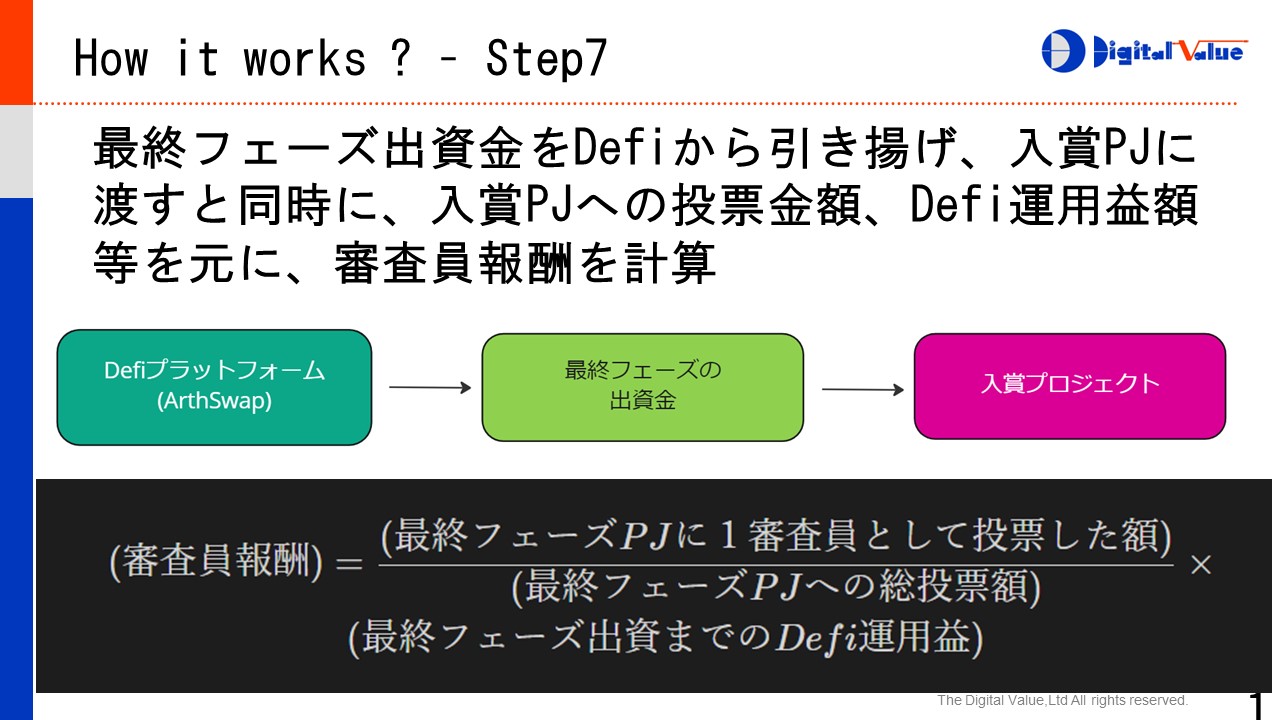 How it works ? – Step7
Digital Value
最終フェーズ出資金をDefiから引き揚げ、入賞PJに
渡すと同時に、入賞PJへの投票金額、Defi運用益額
等を元に、審査員報酬を計算
Defiプラットフォーム
(ArthSwap)
最終フェーズの
出資金
入賞プロジェクト
(審査員報酬) = (最終フェーズPJに1審査員として投票した額) ×
(最終フェーズPJへの総投票額)
(最終フェーズ出資までのDefi運用益)
The Digital Value,Ltd All rights reserved.
1